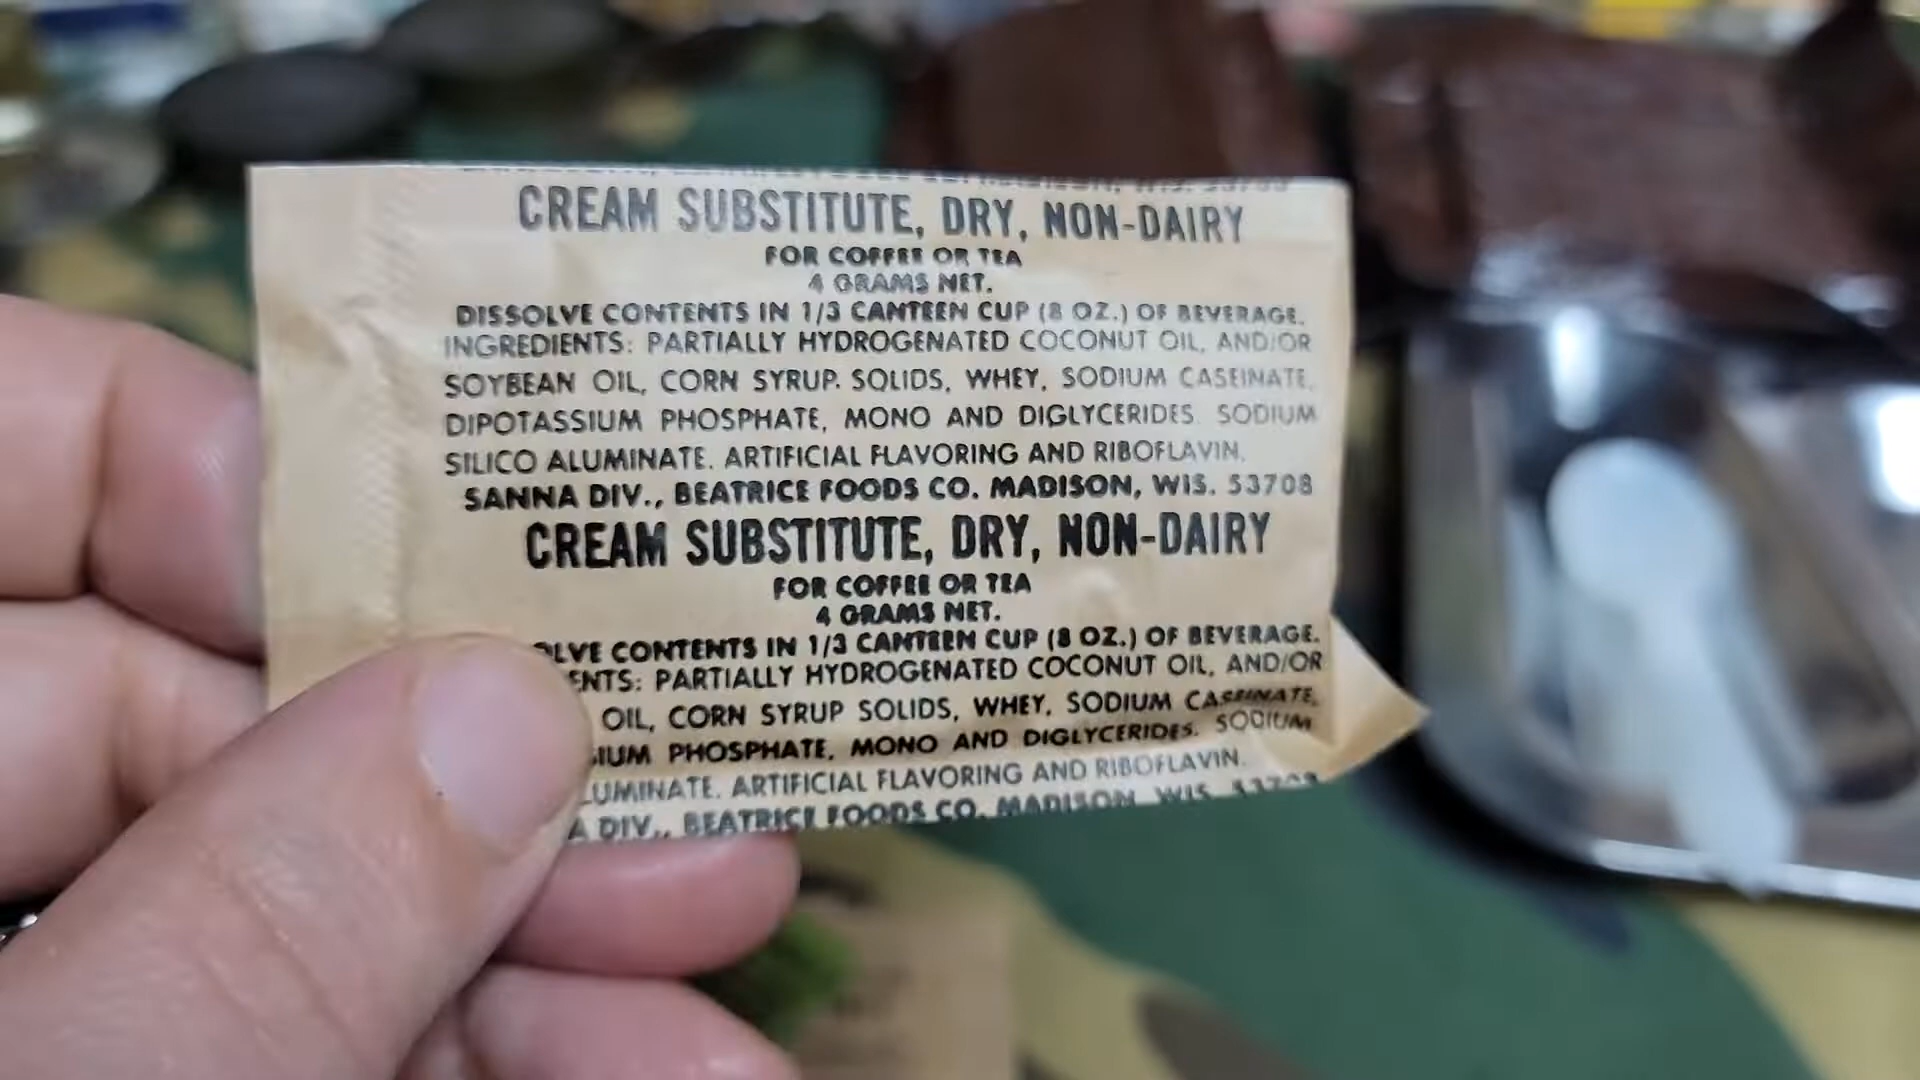 CREAM SUBSTITUTE, DRY, NON-DAIRY
FOR COFFEE OR TEA
4 GRAMS NET.
DISSOLVE CONTENTS IN 1/3 CANTEEN CUP (8 OZ.) OF BEVERAGE.
INGREDIENTS: PARTIALLY HYDROGENATED COCONUT OIL, AND/OR
SOYBEAN OIL, CORN SYRUP. SOLIDS, WHEY, SODIUM CASEINATE,
DIPOTASSIUM PHOSPHATE, MONO AND DIGLYCERIDES. SODIUM
SILICO ALUMINATE. ARTIFICIAL FLAVORING AND RIBOFLAVIN.
SANNA DIV., BEATRICE FOODS CO. MADISON, WIS. 53708
CREAM SUBSTITUTE, DRY, NON-DAIRY
FOR COFFEE OR TEA
4 GRAMS NET.
OLVE CONTENTS IN 1/3 CANTEEN CUP (8 OZ.) OF BEVERAGE.
ENTS: PARTIALLY HYDROGENATED COCONUT OIL, AND/OR
OIL, CORN SYRUP SOLIDS, WHEY, SODIUM CASEINATE,
IUM PHOSPHATE, MONO AND DIGLYCERIDES. SODIUM
LUMINATE. ARTIFICIAL FLAVORING AND RIBOFLAVIN.
A DIV., BEATRICE FOODS CO. MADISON, WIS.